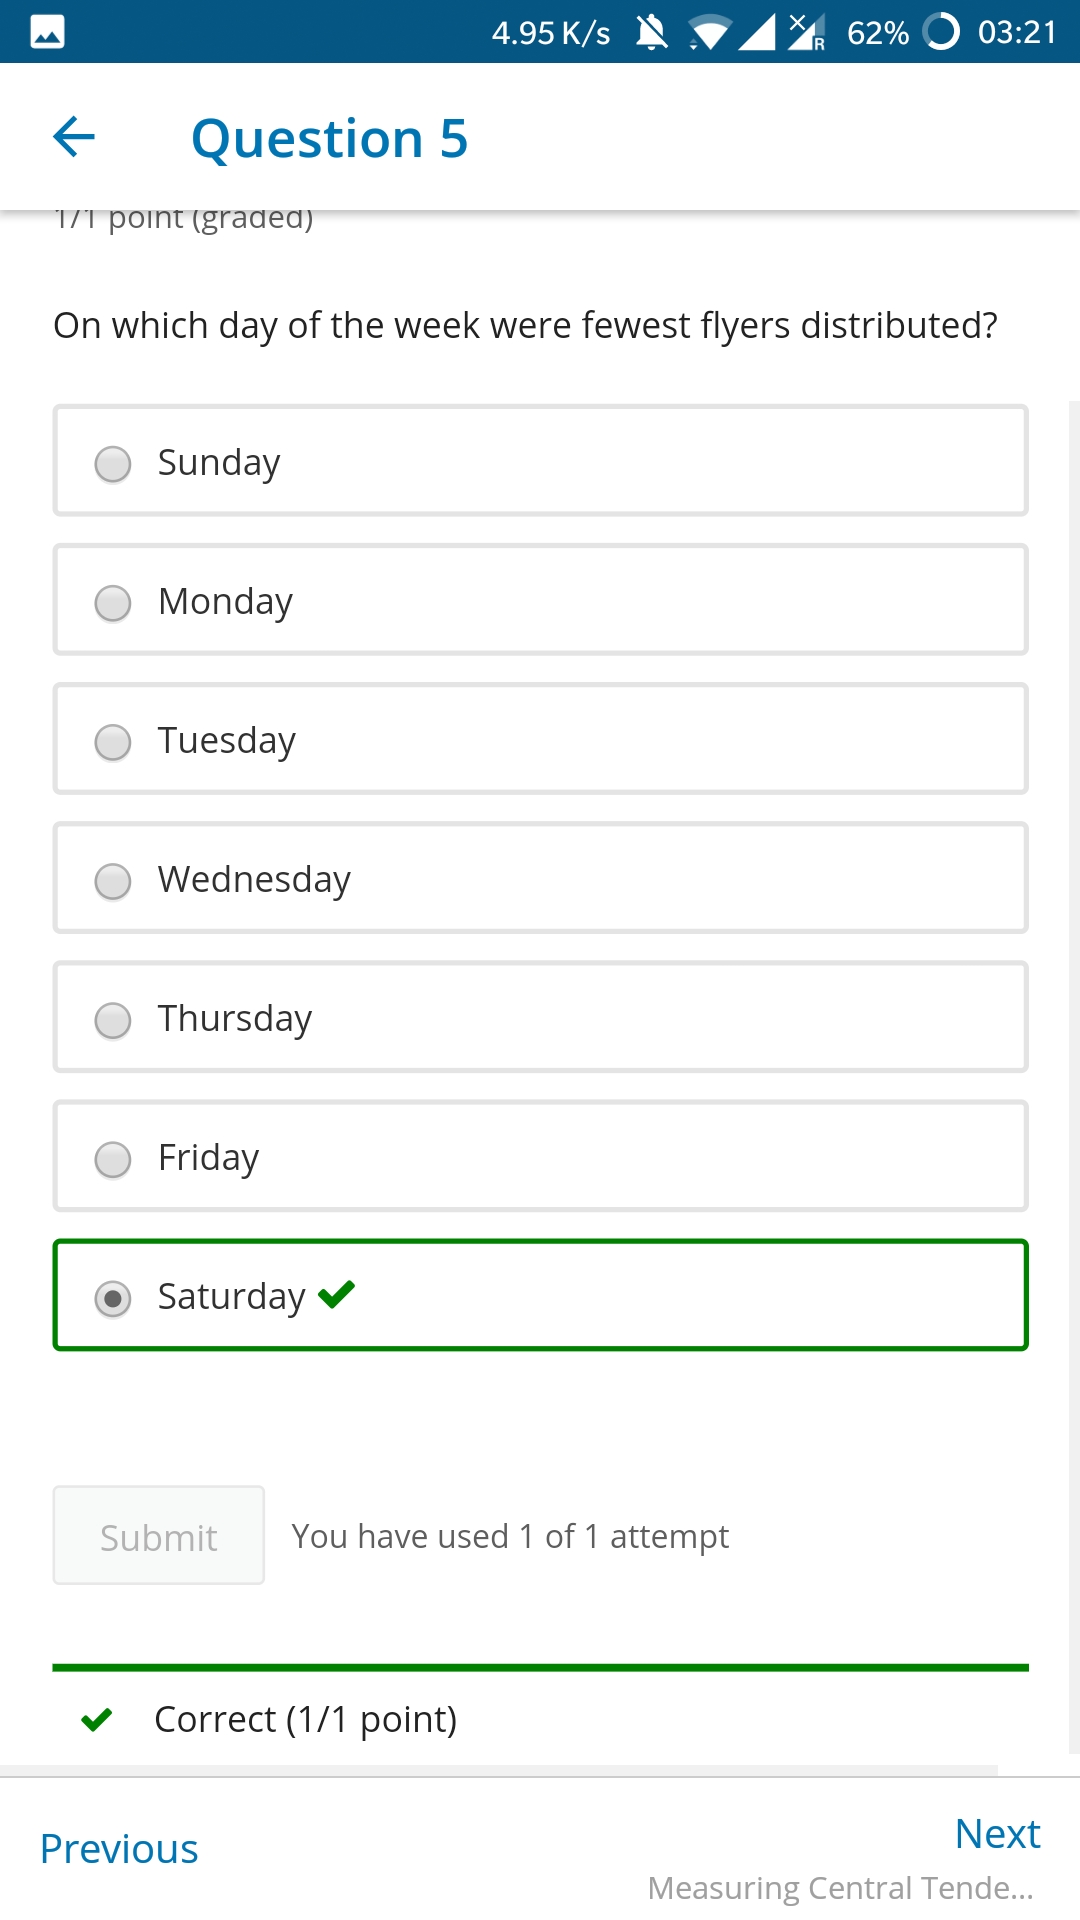 4.95 K/s R 62% 03:21
Question 5
1/1 point (graded)
On which day of the week were fewest flyers distributed?
Sunday
Monday
Tuesday
Wednesday
Thursday
Friday
Saturday
Submit You have used 1 of 1 attempt
Correct (1/1 point)
Previous
Next
Measuring Central Tende...